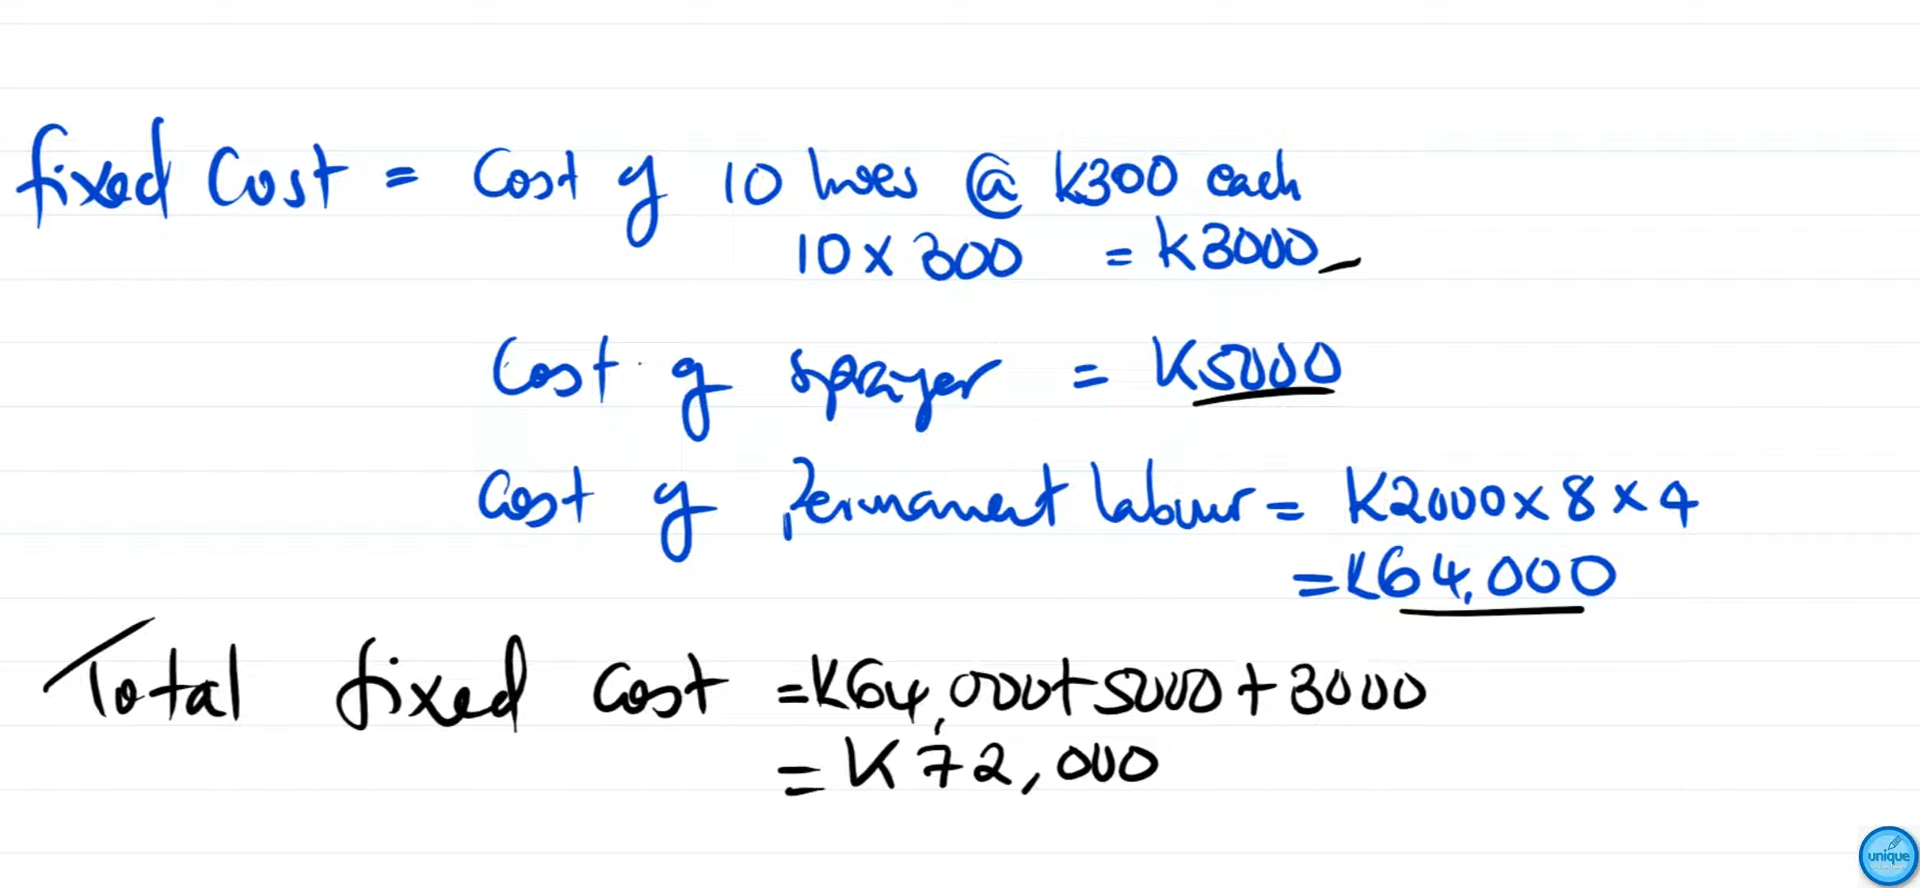 fixed Cost = Cost of 10 hoes @ K300 each
10 x 300 = K3000
Cost of sprayer = K5000
Cost of Permanent labour = K2000 x 8 x 4
= K64,000
Total fixed cost = K64,000 + 5000 + 3000
= K72,000
unique